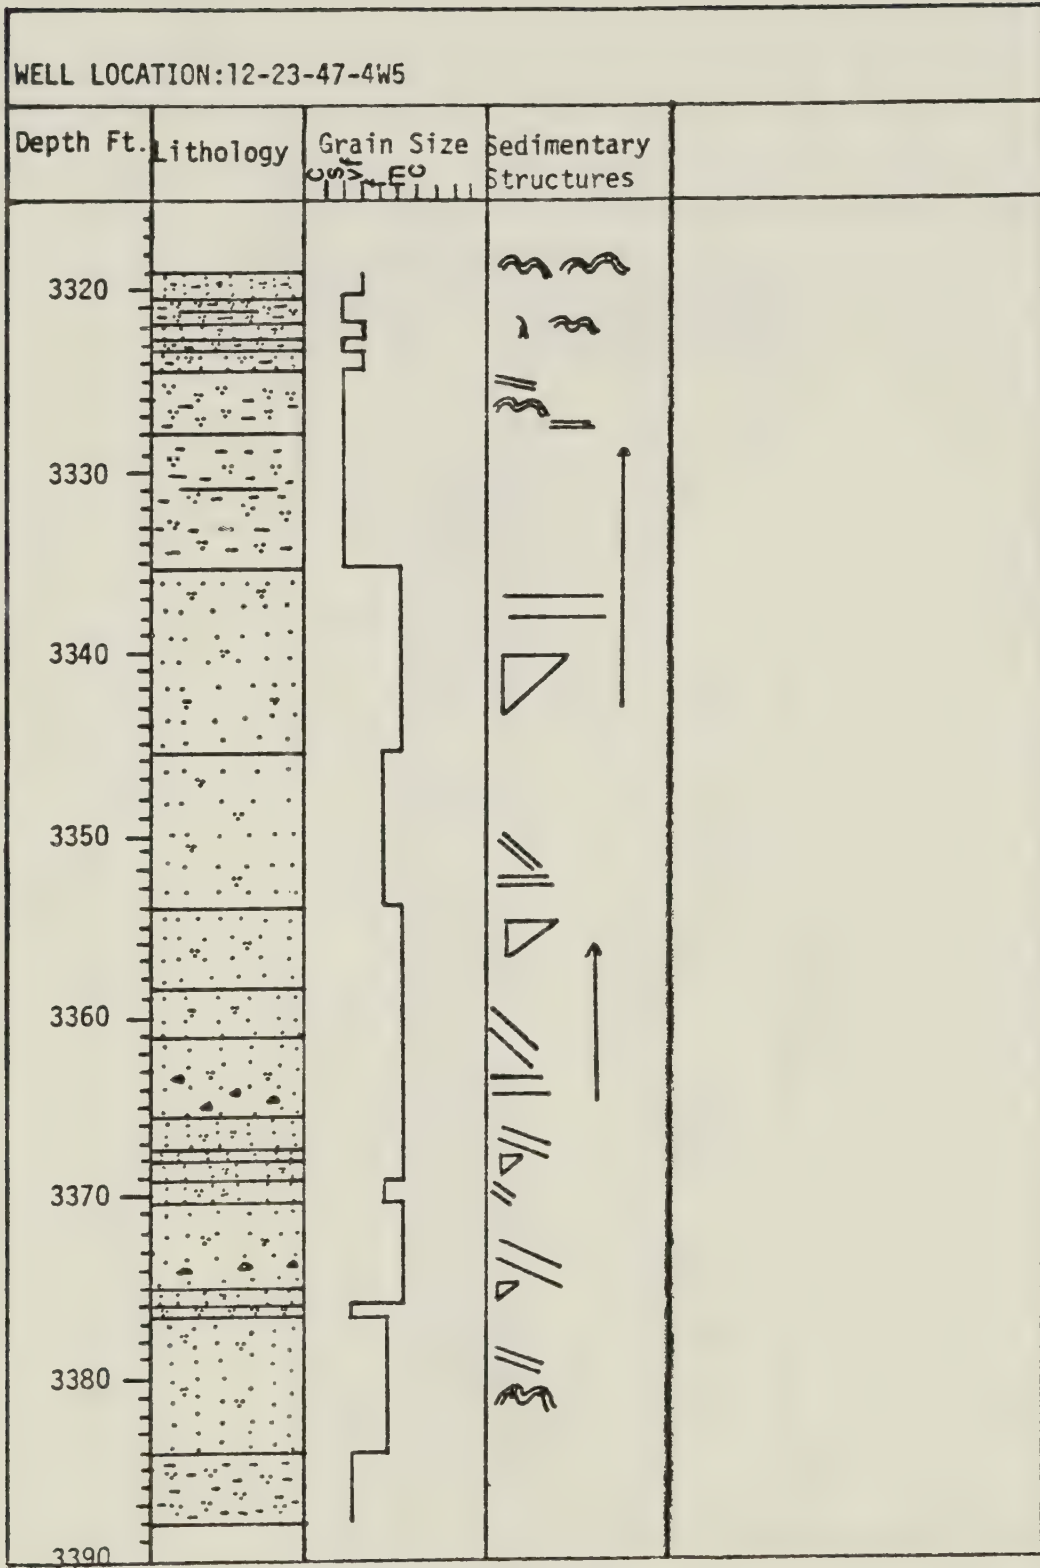 WELL LOCATION:12-23-47-4W5
Depth Ft.
Lithology
Grain Size
c s vf f m c
Sedimentary
Structures
3320
3330
3340
3350
3360
3370
3380
3390